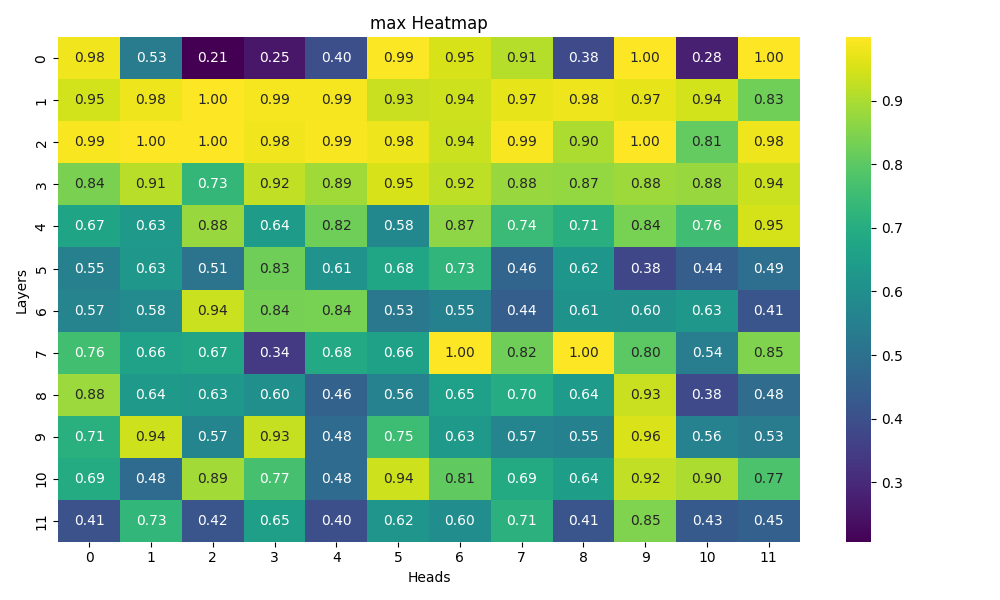 max Heatmap
0 0.98 0.53 0.21 0.25 0.40 0.99 0.95 0.91 0.38 1.00 0.28 1.00
1 0.95 0.98 1.00 0.99 0.99 0.93 0.94 0.97 0.98 0.97 0.94 0.83
2 0.99 1.00 1.00 0.98 0.99 0.98 0.94 0.99 0.90 1.00 0.81 0.98
3 0.84 0.91 0.73 0.92 0.89 0.95 0.92 0.88 0.87 0.88 0.88 0.94
4 0.67 0.63 0.88 0.64 0.82 0.58 0.87 0.74 0.71 0.84 0.76 0.95
5 0.55 0.63 0.51 0.83 0.61 0.68 0.73 0.46 0.62 0.38 0.44 0.49
6 0.57 0.58 0.94 0.84 0.84 0.53 0.55 0.44 0.61 0.60 0.63 0.41
7 0.76 0.66 0.67 0.34 0.68 0.66 1.00 0.82 1.00 0.80 0.54 0.85
8 0.88 0.64 0.63 0.60 0.46 0.56 0.65 0.70 0.64 0.93 0.38 0.48
9 0.71 0.94 0.57 0.93 0.48 0.75 0.63 0.57 0.55 0.96 0.56 0.53
10 0.69 0.48 0.89 0.77 0.48 0.94 0.81 0.69 0.64 0.92 0.90 0.77
11 0.41 0.73 0.42 0.65 0.40 0.62 0.60 0.71 0.41 0.85 0.43 0.45
0 1 2 3 4 5 6 7 8 9 10 11
Heads
Layers
0.9
0.8
0.7
0.6
0.5
0.4
0.3